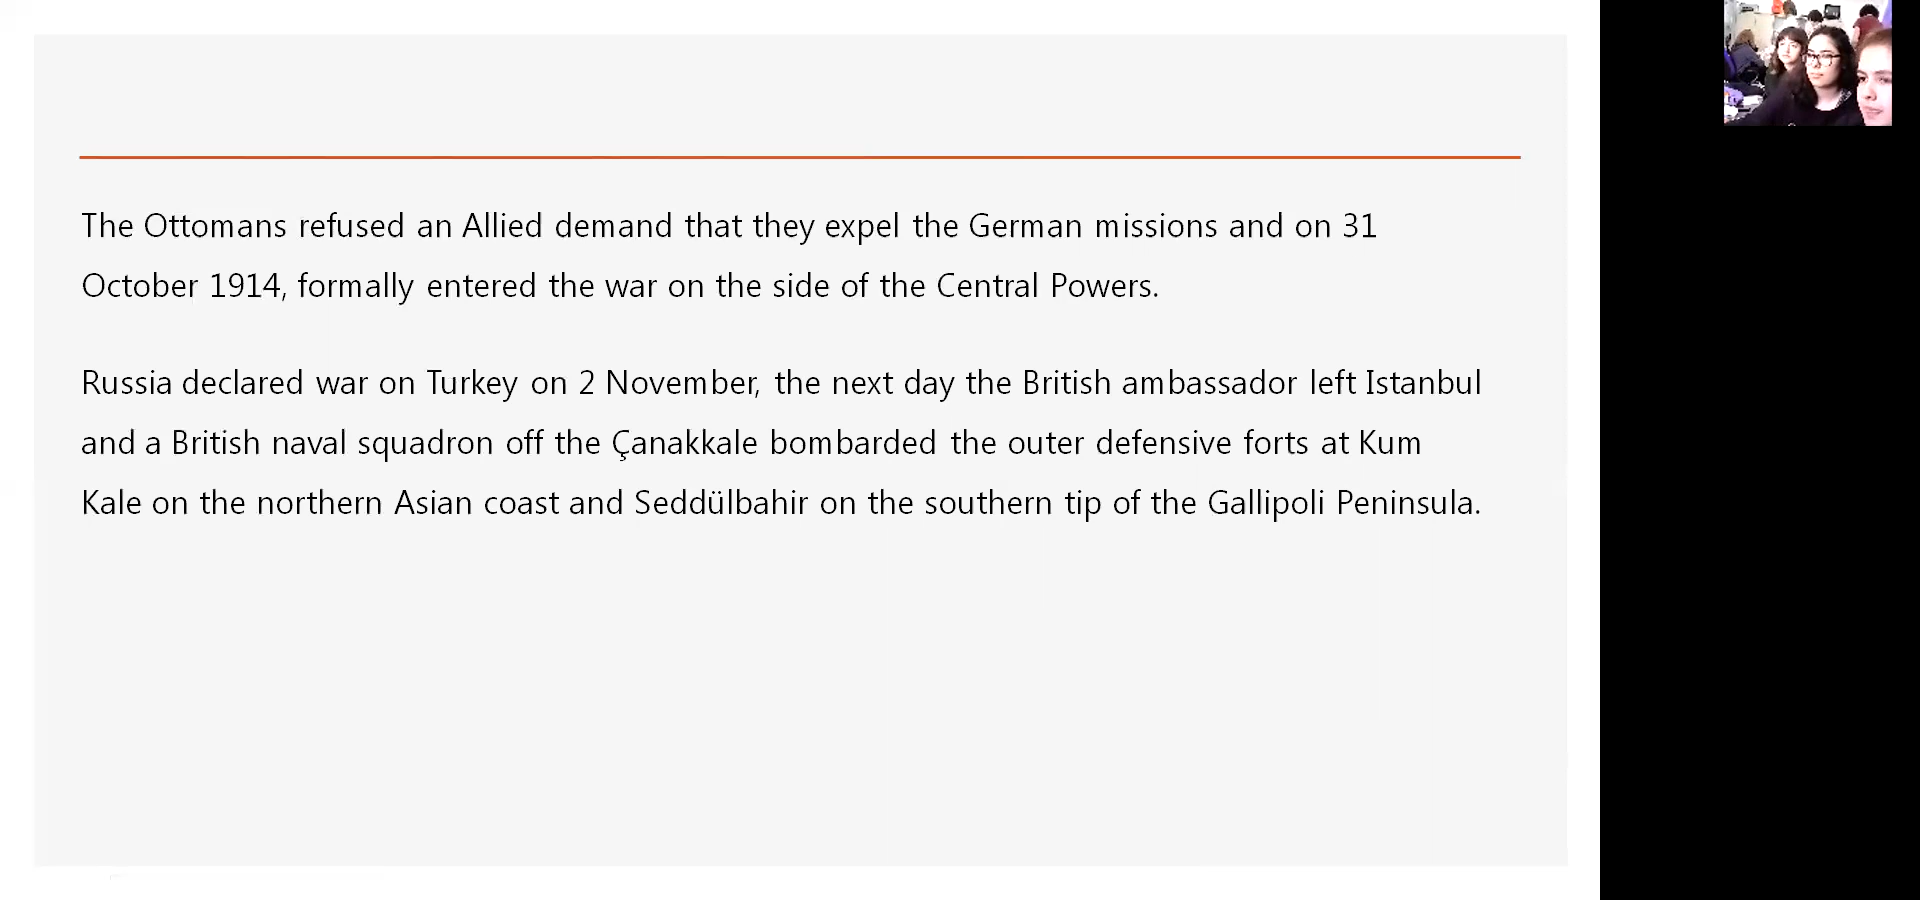 The Ottomans refused an Allied demand that they expel the German missions and on 31
October 1914, formally entered the war on the side of the Central Powers.
Russia declared war on Turkey on 2 November, the next day the British ambassador left Istanbul
and a British naval squadron off the Çanakkale bombarded the outer defensive forts at Kum
Kale on the northern Asian coast and Seddülbahir on the southern tip of the Gallipoli Peninsula.